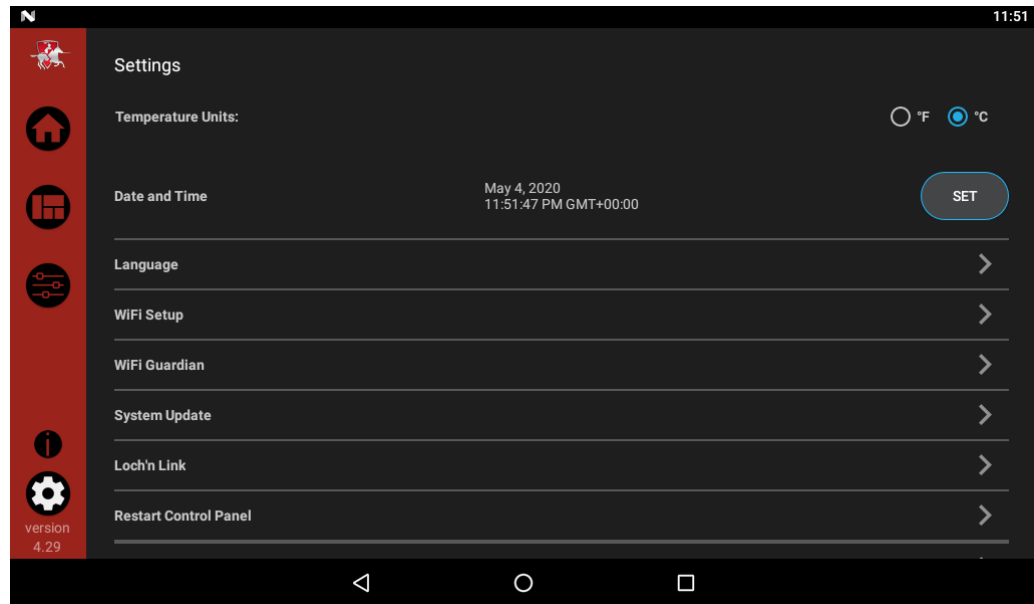 11:51
Settings
Temperature Units:
°F
°C
Date and Time
May 4, 2020
11:51:47 PM GMT+00:00
SET
Language
WiFi Setup
WiFi Guardian
System Update
Loch'n Link
Restart Control Panel
version
4.29